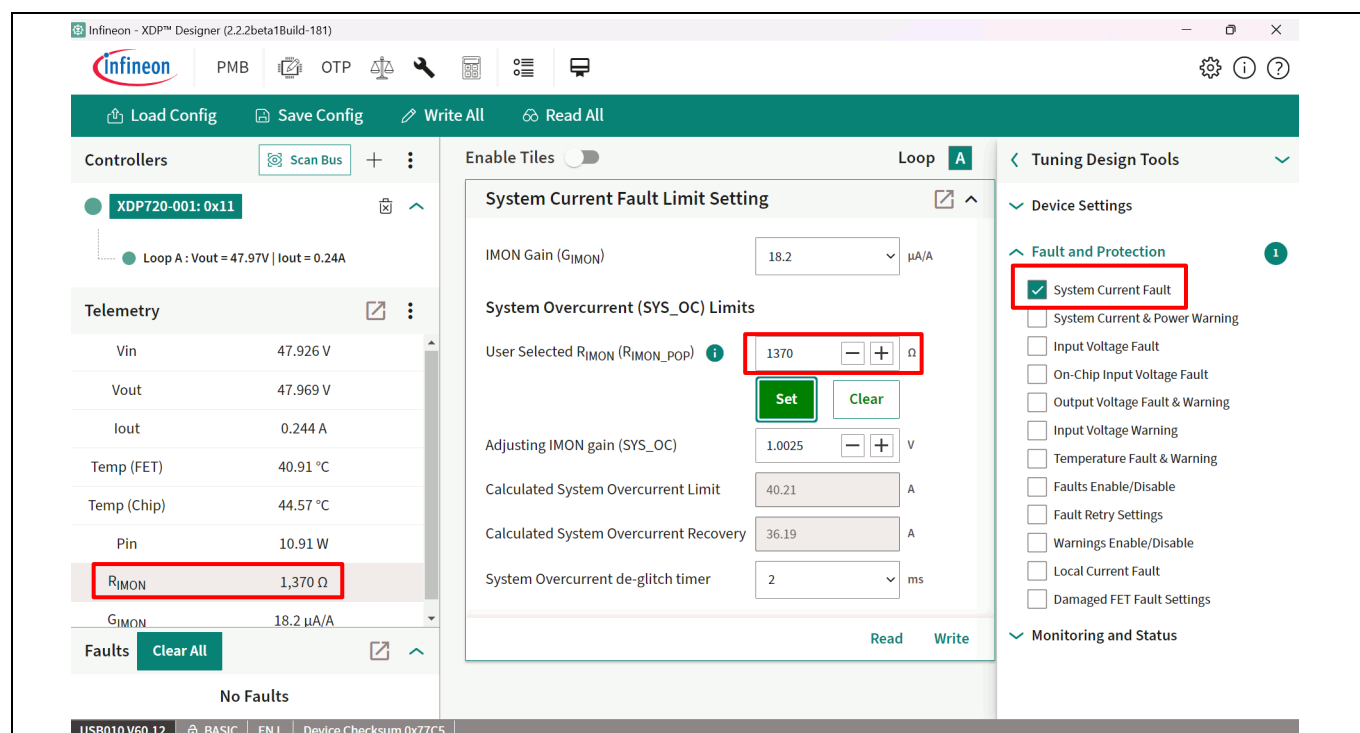 Infineon - XDP™ Designer (2.2.2beta1Build-181)
infineon PMB OTP
Load Config Save Config Write All Read All
Controllers Scan Bus
XDP720-001: 0x11
Loop A : Vout = 47.97V | Iout = 0.24A
Telemetry
Vin 47.926 V
Vout 47.969 V
Iout 0.244 A
Temp (FET) 40.91 °C
Temp (Chip) 44.57 °C
Pin 10.91 W
RIMON 1,370 Ω
GIMON 18.2 µA/A
Faults Clear All
No Faults
Enable Tiles Loop A
System Current Fault Limit Setting
IMON Gain (GIMON) 18.2 µA/A
System Overcurrent (SYS_OC) Limits
User Selected RIMON (RIMON_POP) i 1370 Ω
Set Clear
Adjusting IMON gain (SYS_OC) 1.0025 V
Calculated System Overcurrent Limit 40.21 A
Calculated System Overcurrent Recovery 36.19 A
System Overcurrent de-glitch timer 2 ms
Read Write
Tuning Design Tools
Device Settings
Fault and Protection 1
System Current Fault
System Current & Power Warning
Input Voltage Fault
On-Chip Input Voltage Fault
Output Voltage Fault & Warning
Input Voltage Warning
Temperature Fault & Warning
Faults Enable/Disable
Fault Retry Settings
Warnings Enable/Disable
Local Current Fault
Damaged FET Fault Settings
Monitoring and Status
USB010 V60.12 BASIC Device Checksum 0x77C5